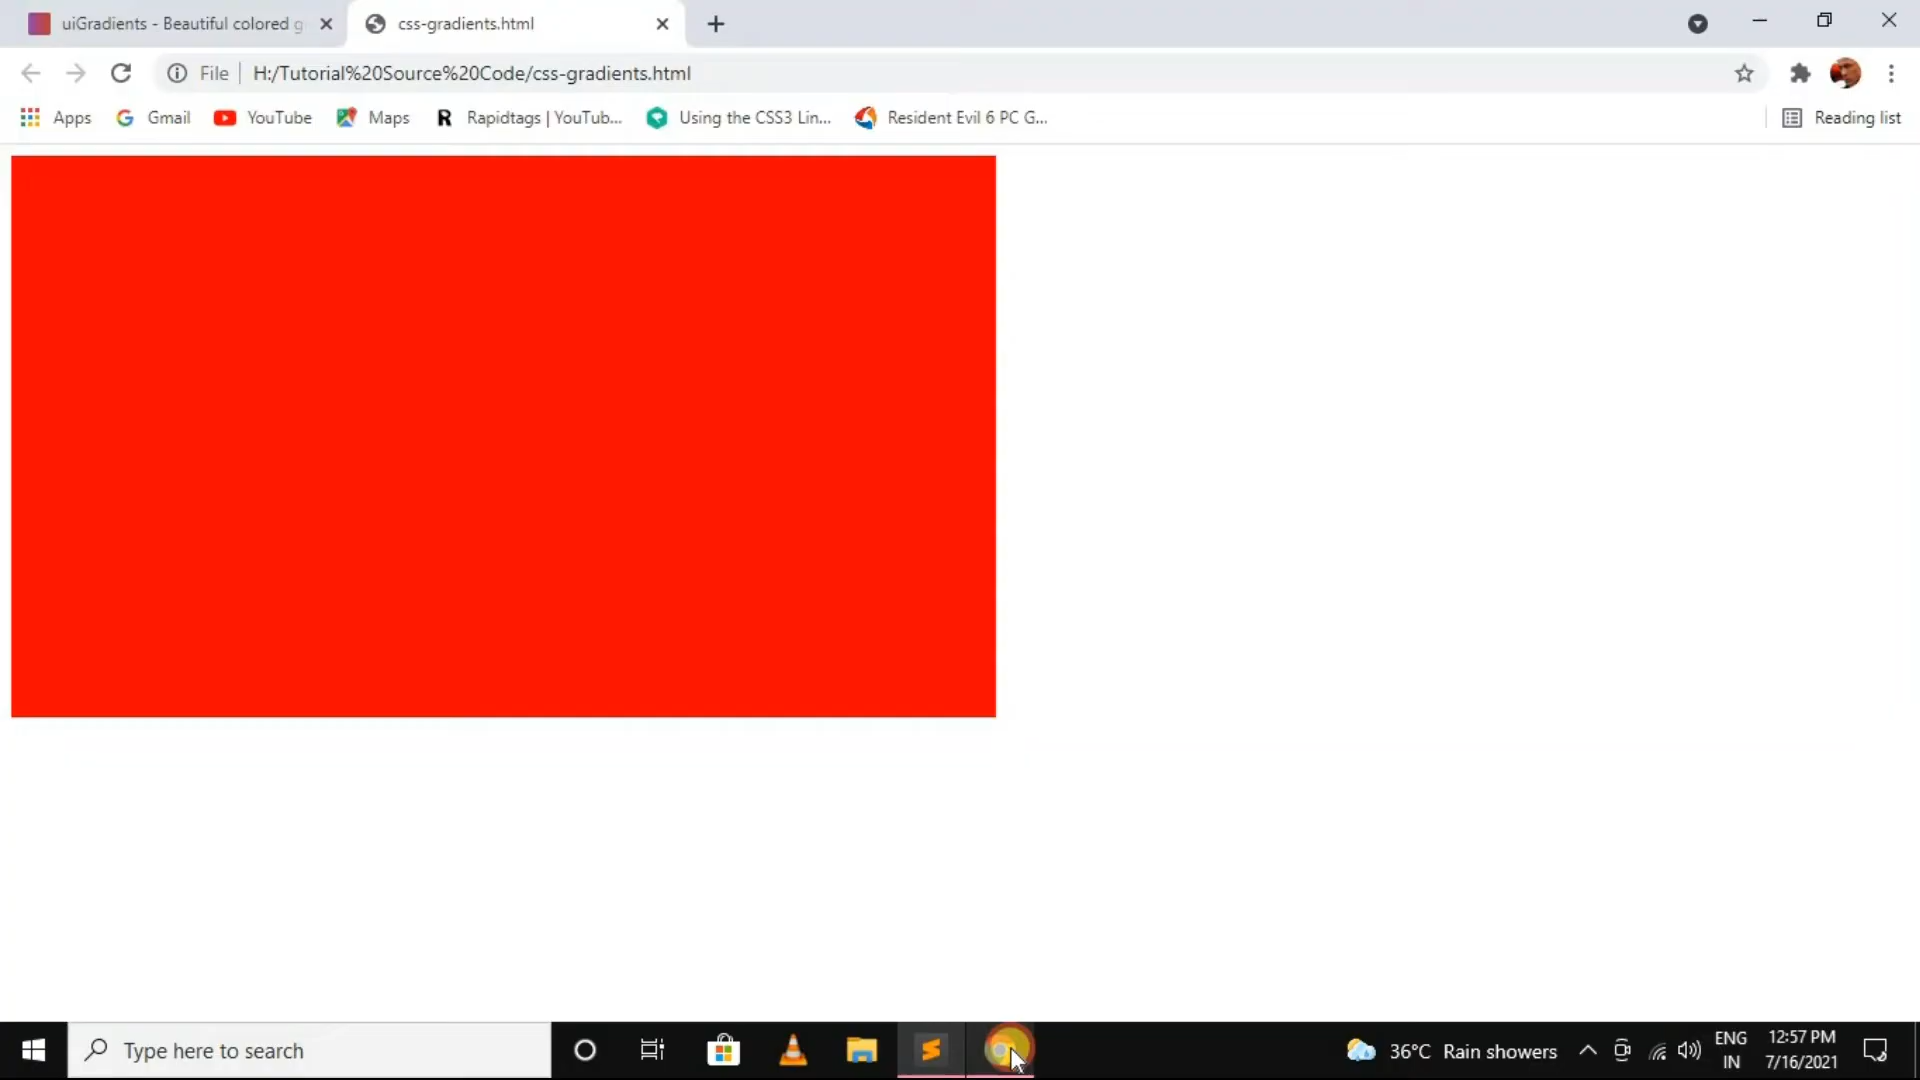 uiGradients - Beautiful colored g
css-gradients.html
File
H:/Tutorial%20Source%20Code/css-gradients.html
Apps
Gmail
YouTube
Maps
R
Rapidtags | YouTub...
Using the CSS3 Lin...
Resident Evil 6 PC G...
Reading list
Type here to search
36°C Rain showers
ENG
IN
12:57 PM
7/16/2021